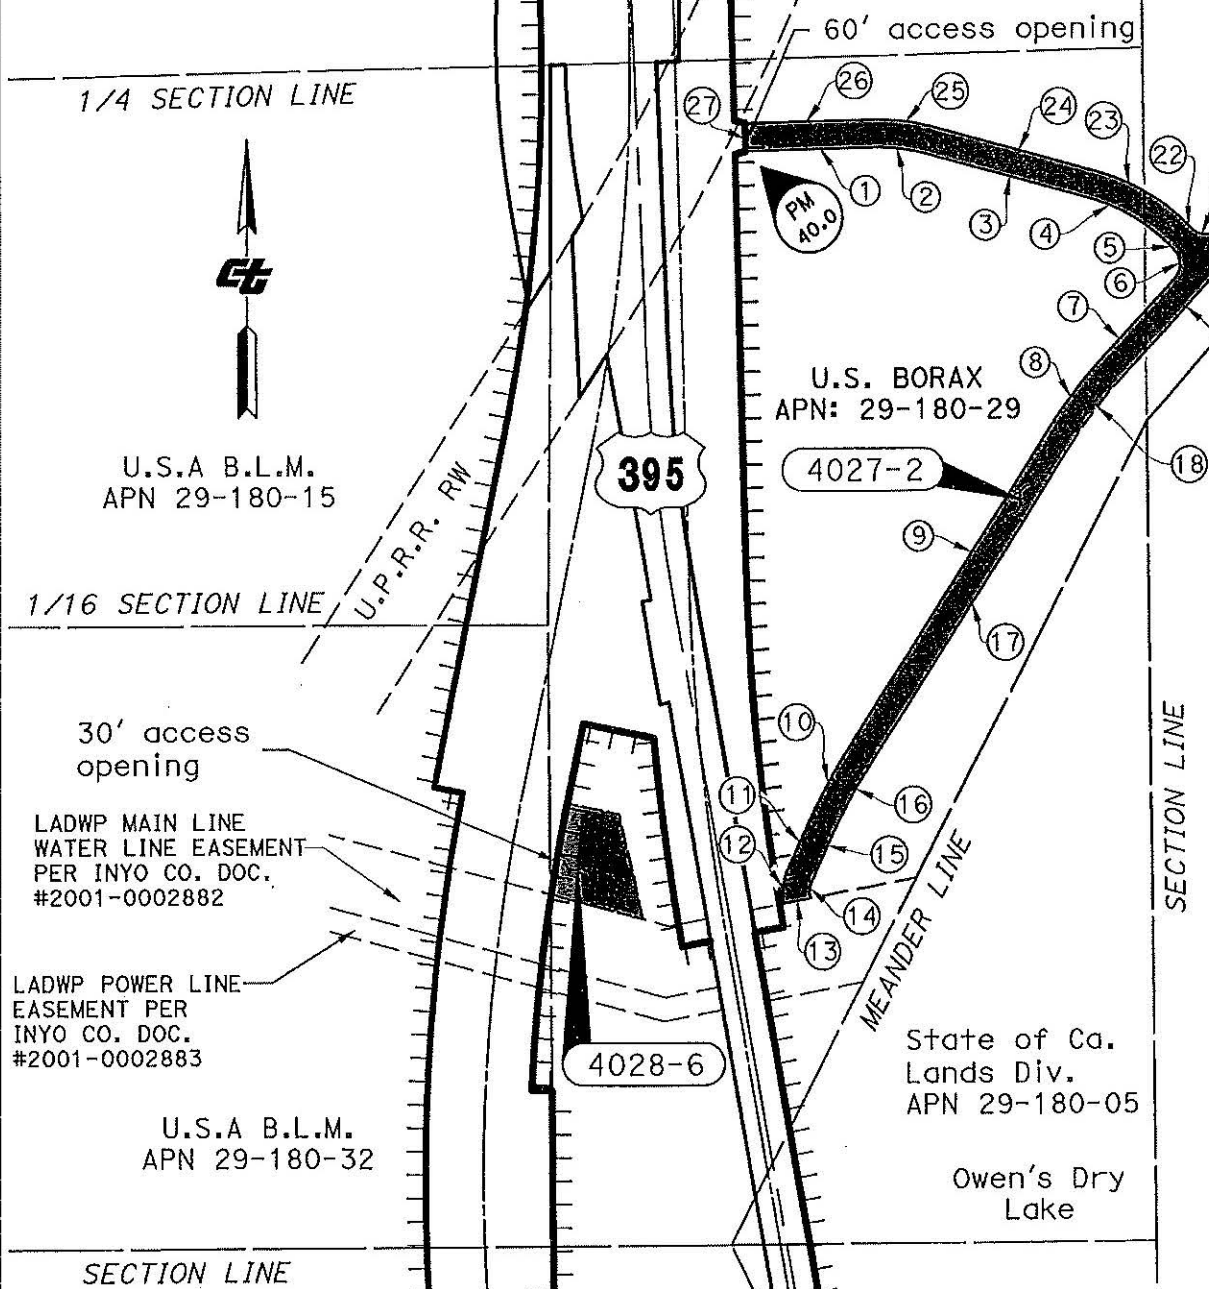 60' access opening
1/4 SECTION LINE
26
25
27
24
23
22
1
2
3
4
5
6
PM
40.0
7
Ct
8
U.S. BORAX
APN: 29-180-29
U.S.A B.L.M.
APN 29-180-15
395
4027-2
18
U.P.R.R. RW
9
1/16 SECTION LINE
17
30' access
opening
10
11
16
LADWP MAIN LINE
WATER LINE EASEMENT
PER INYO CO. DOC.
#2001-0002882
12
15
14
13
SECTION LINE
MEANDER LINE
LADWP POWER LINE
EASEMENT PER
INYO CO. DOC.
#2001-0002883
4028-6
State of Ca.
Lands Div.
APN 29-180-05
U.S.A B.L.M.
APN 29-180-32
Owen's Dry
Lake
SECTION LINE